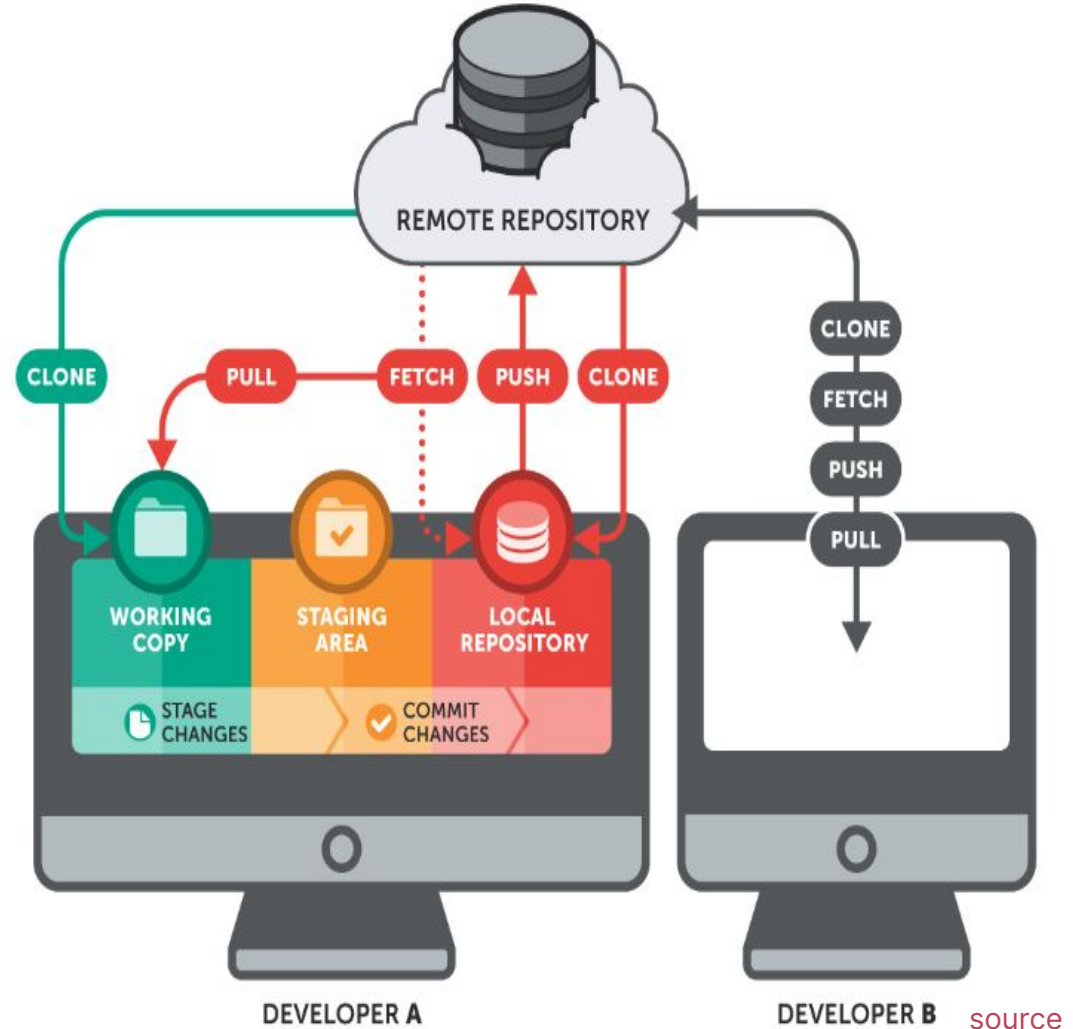 REMOTE REPOSITORY
CLONE
PULL
FETCH
PUSH
CLONE
CLONE
FETCH
PUSH
PULL
WORKING
COPY
STAGING
AREA
LOCAL
REPOSITORY
STAGE
CHANGES
COMMIT
CHANGES
DEVELOPER A
DEVELOPER B
source